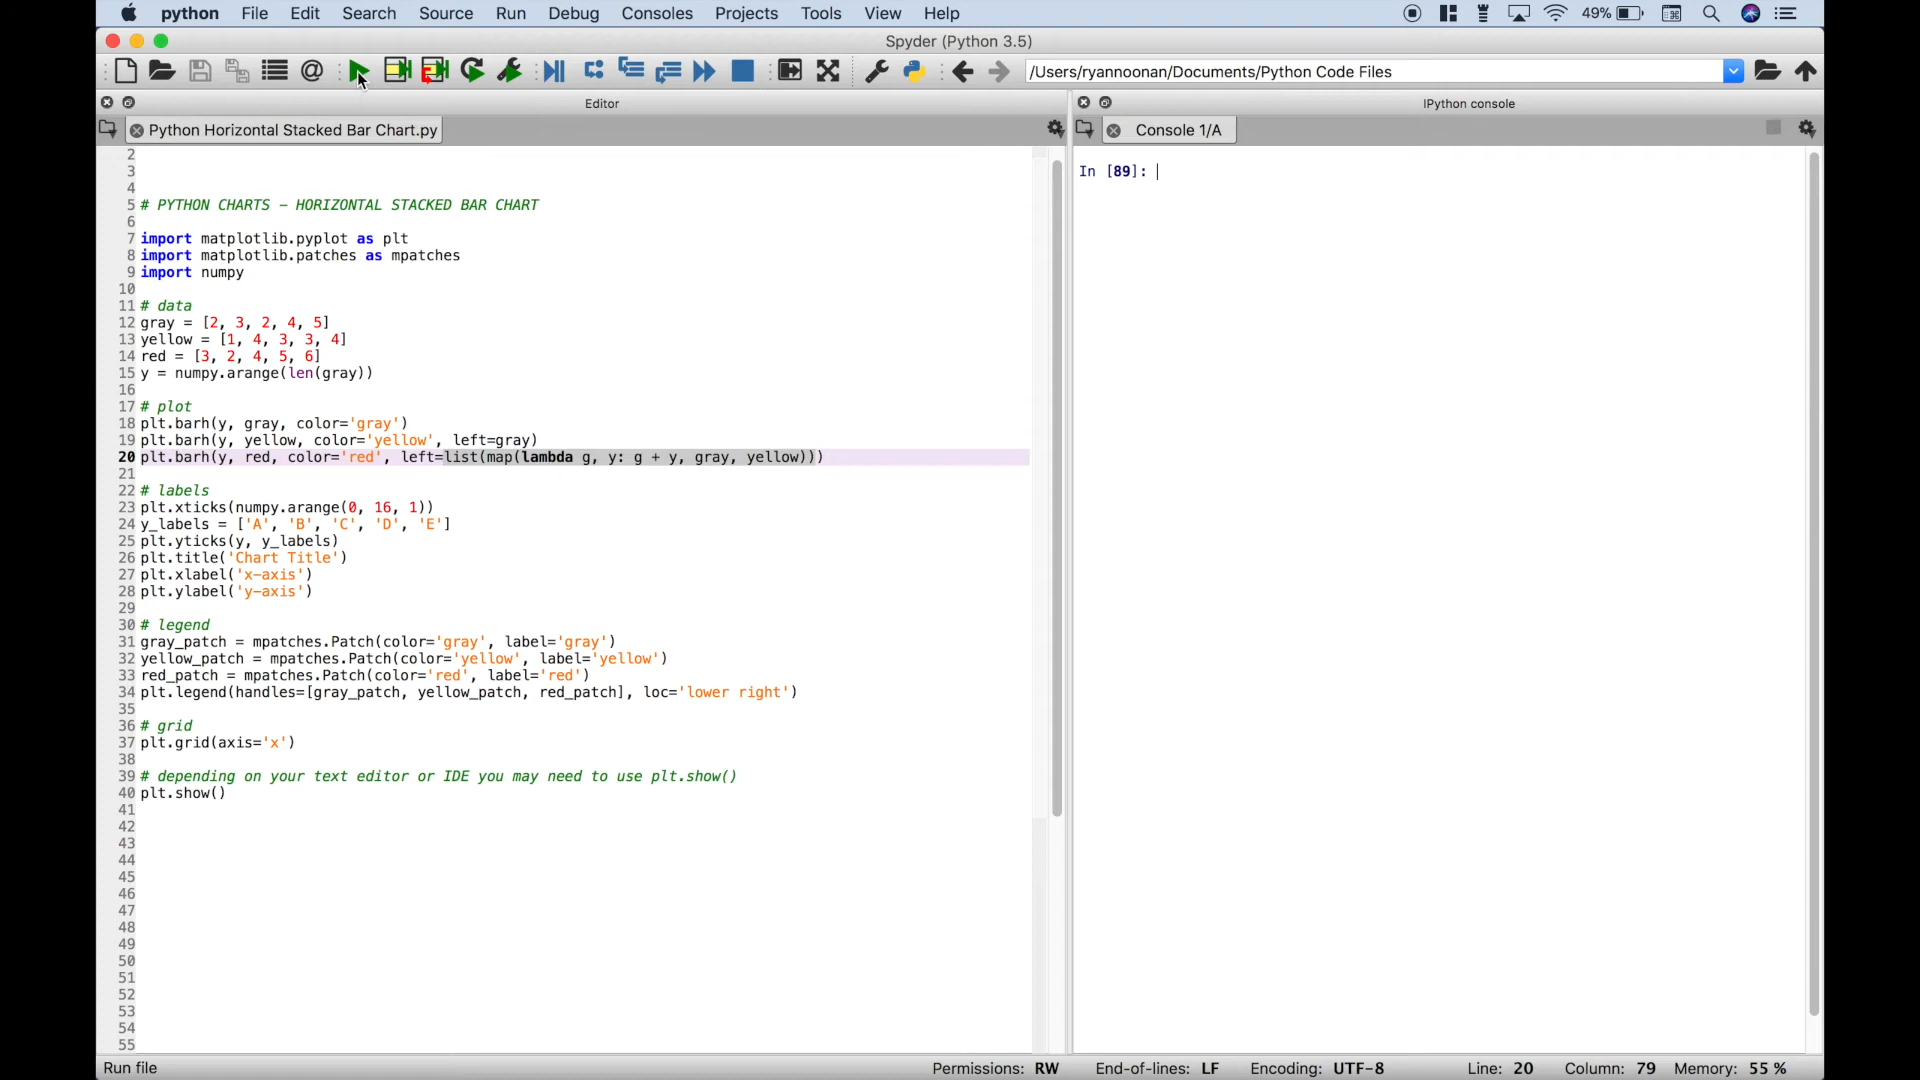 python File Edit Search Source Run Debug Consoles Projects Tools View Help 49%
Spyder (Python 3.5)
/Users/ryannoonan/Documents/Python Code Files
Editor
IPython console
Python Horizontal Stacked Bar Chart.py
Console 1/A
In [89]:
2
3
4
5 # PYTHON CHARTS - HORIZONTAL STACKED BAR CHART
6
7 import matplotlib.pyplot as plt
8 import matplotlib.patches as mpatches
9 import numpy
10
11 # data
12 gray = [2, 3, 2, 4, 5]
13 yellow = [1, 4, 3, 3, 4]
14 red = [3, 2, 4, 5, 6]
15 y = numpy.arange(len(gray))
16
17 # plot
18 plt.barh(y, gray, color='gray')
19 plt.barh(y, yellow, color='yellow', left=gray)
20 plt.barh(y, red, color='red', left=list(map(lambda g, y: g + y, gray, yellow)))
21
22 # labels
23 plt.xticks(numpy.arange(0, 16, 1))
24 y_labels = ['A', 'B', 'C', 'D', 'E']
25 plt.yticks(y, y_labels)
26 plt.title('Chart Title')
27 plt.xlabel('x-axis')
28 plt.ylabel('y-axis')
29
30 # legend
31 gray_patch = mpatches.Patch(color='gray', label='gray')
32 yellow_patch = mpatches.Patch(color='yellow', label='yellow')
33 red_patch = mpatches.Patch(color='red', label='red')
34 plt.legend(handles=[gray_patch, yellow_patch, red_patch], loc='lower right')
35
36 # grid
37 plt.grid(axis='x')
38
39 # depending on your text editor or IDE you may need to use plt.show()
40 plt.show()
41
42
43
44
45
46
47
48
49
50
51
52
53
54
55
Run file Permissions: RW End-of-lines: LF Encoding: UTF-8 Line: 20 Column: 79 Memory: 55 %